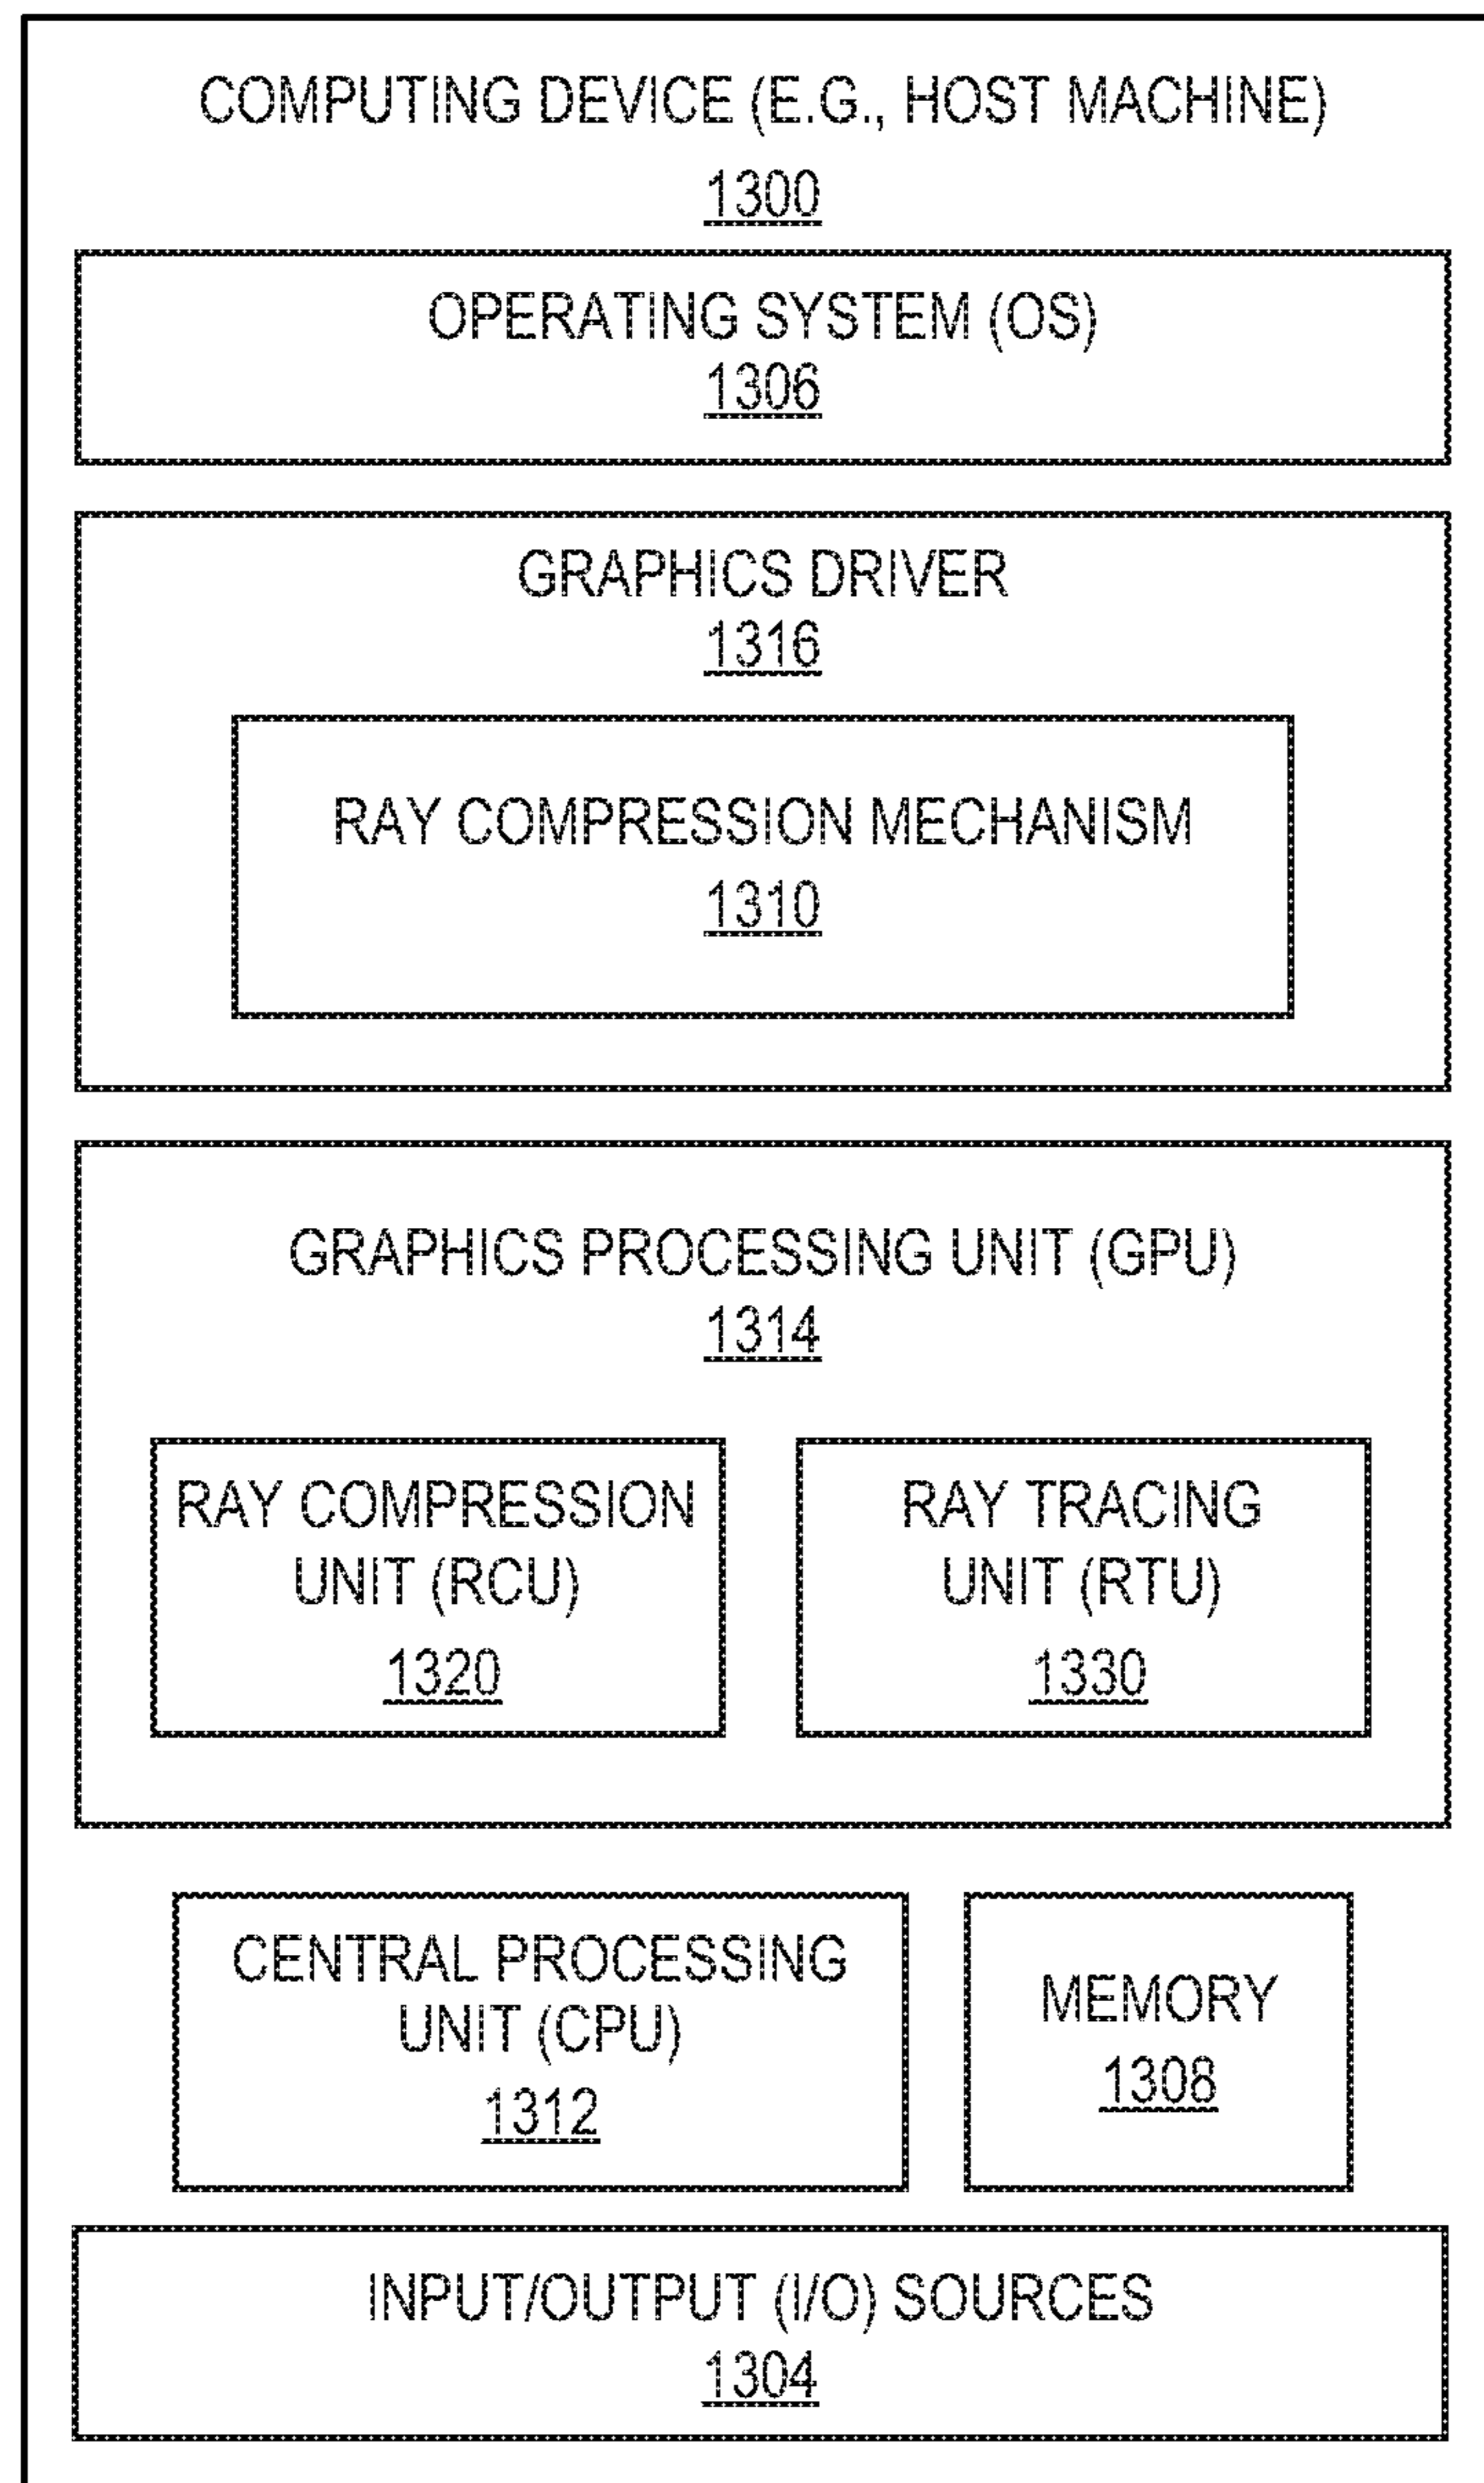 COMPUTING DEVICE (E.G., HOST MACHINE)
1300
OPERATING SYSTEM (OS)
1306
GRAPHICS DRIVER
1316
RAY COMPRESSION MECHANISM
1310
GRAPHICS PROCESSING UNIT (GPU)
1314
RAY COMPRESSION
UNIT (RCU)
1320
RAY TRACING
UNIT (RTU)
1330
CENTRAL PROCESSING
UNIT (CPU)
1312
MEMORY
1308
INPUT/OUTPUT (I/O) SOURCES
1304